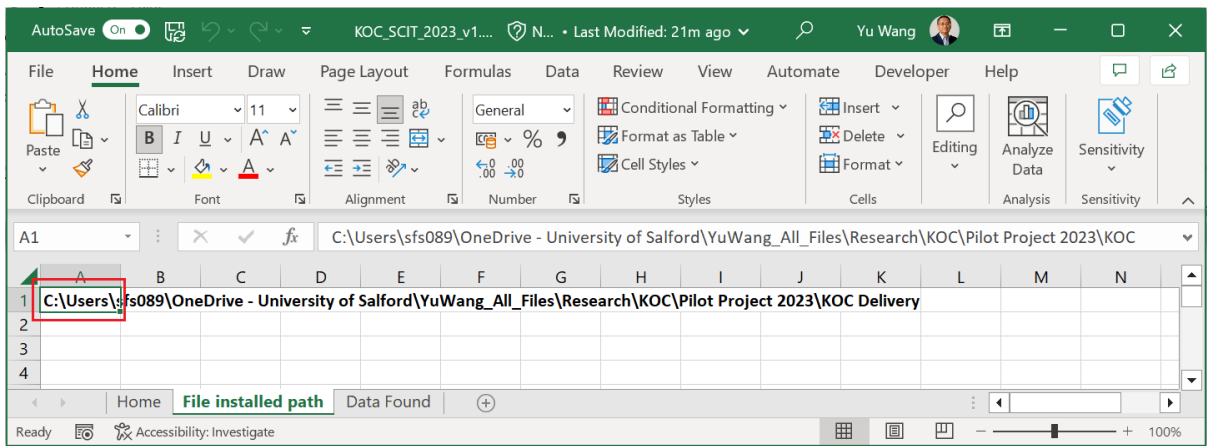 AutoSave On KOC_SCIT_2023_v1.... N... • Last Modified: 21m ago Yu Wang
File Home Insert Draw Page Layout Formulas Data Review View Automate Developer Help
Calibri 11 ab General Conditional Formatting Insert
Paste B I U A A % Format as Table Delete Editing Analyze Data Sensitivity
A .00 .00 Cell Styles Format
Clipboard Font Alignment Number Styles Cells Analysis Sensitivity
A1 fx C:\Users\sfs089\OneDrive - University of Salford\YuWang_All_Files\Research\KOC\Pilot Project 2023\KOC
A B C D E F G H I J K L M N
1 C:\Users\sfs089\OneDrive - University of Salford\YuWang_All_Files\Research\KOC\Pilot Project 2023\KOC Delivery
2
3
4
Home File installed path Data Found
Ready Accessibility: Investigate 100%